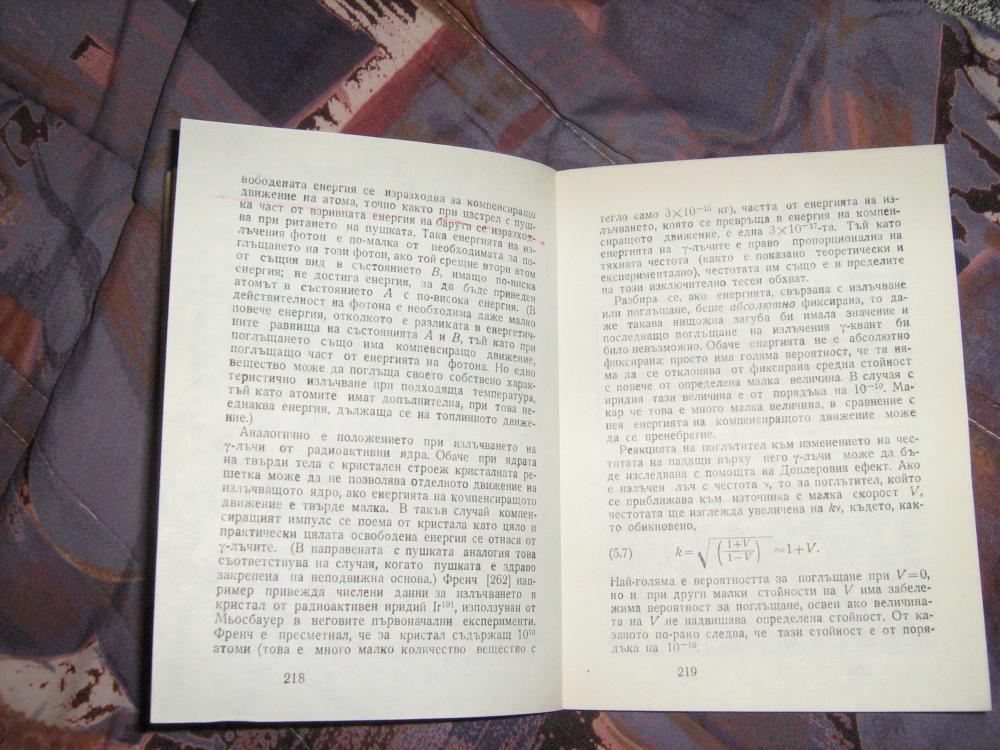 вободената енергия се изразходва за компенсиращо
движение на атома, точно както при изстрел с пуш-
ка част от взривната енергия на барута се изразход-
ва при ритането на пушката. Така енергията на из-
лъчения фотон е по-малка от необходимата за по-
глъщането на този фотон, ако той срещне втори атом
от същия вид в състоянието B, имащо по-ниска
енергия; не достига енергия, за да бъде приведен
атомът в състоянието A с по-висока енергия. (В
действителност на фотона е необходима даже малко
повече енергия, отколкото е разликата в енергетич-
ните равнища на състоянията A и B, тъй като при
поглъщането също има компенсиращо движение,
поглъщащо част от енергията на фотона. Но едно
вещество може да поглъща своето собствено харак-
теристично излъчване при подходяща температура,
тъй като атомите имат допълнителна, при това не-
еднаква енергия, дължаща се на топлинното движе-
ние.)
Аналогично е положението при излъчването на
γ-лъчи от радиоактивни ядра. Обаче при ядрата
на твърди тела с кристален строеж кристалната ре-
шетка може да не позволява отделното движение на
излъчващото ядро, ако енергията на компенсиращото
движение е твърде малка. В такъв случай компен-
сиращият импулс се поема от кристала като цяло и
практически цялата освободена енергия се отнася от
γ-лъчите. (В направената с пушката аналогия това
съответствува на случая, когато пушката е здраво
закрепена на неподвижна основа.) Френч [262] нап-
ример привежда числени данни за излъчването в
кристал от радиоактивен иридий Ir¹⁹¹, използуван от
Мьосбауер в неговите първоначални експерименти.
Френч е пресметнал, че за кристал съдържащ 10¹⁰
атоми (това е много малко количество вещество с
218
тегло само 3×10⁻¹⁵ кг), частта от енергията на из-
лъчването, която се превръща в енергия на компен-
сиращото движение, е една 3×10⁻¹⁷-та. Тъй като
енергията на γ-лъчите е право пропорционална на
тяхната честота (както е показано теоретически и
експериментално), честотата им също е в пределите
на този изключително тесен обхват.
Разбира се, ако енергията, свързана с излъчване
или поглъщане, беше абсолютно фиксирана, то да-
же такава нищожна загуба би имала значение и
последващо поглъщане на излъчения γ-квант би
било невъзможно. Обаче енергията не е абсолютно
фиксирана; просто има голяма вероятност, че тя ня-
ма да се отклонява от фиксирана средна стойност
с повече от определена малка величина. В случая с
иридия тази величина е от порядъка на 10⁻¹⁰. Ма-
кар че това е много малка величина, в сравнение с
нея енергията на компенсиращото движение може
да се пренебрегне.
Реакцията на поглътител към изменението на чес-
тотата на падащи върху него γ-лъчи може да бъ-
де изследвана с помощта на Доплеровия ефект. Ако
е излъчен лъч с честота ν, то за поглътител, който
се приближава към източника с малка скорост V,
честотата ще изглежда увеличена на kν, където, как-
то обикновено,
(5.7) k=√((1+V)/(1−V)) ≈1+V.
Най-голяма е вероятността за поглъщане при V=0,
но и при други малки стойности на V има забеле-
жима вероятност за поглъщане, освен ако величина-
та на V не надвишава определена стойност. От ка-
заното по-рано следва, че тази стойност е от поря-
дъка на 10⁻¹⁰.
219